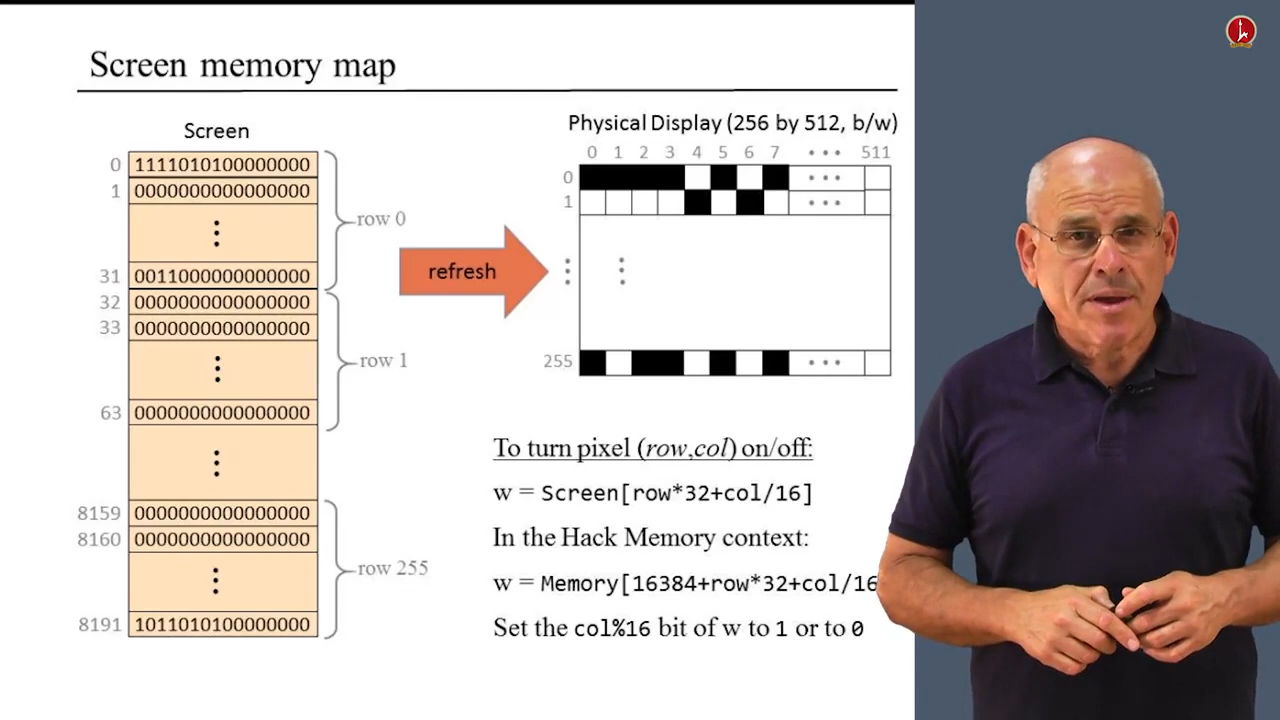 Screen memory map
Screen
0 1111010100000000
1 0000000000000000
row 0
31 0011000000000000
32 0000000000000000
33 0000000000000000
row 1
63 0000000000000000
8159 0000000000000000
8160 0000000000000000
row 255
8191 1011010100000000
refresh
Physical Display (256 by 512, b/w)
0 1 2 3 4 5 6 7 ••• 511
0 •••
1 •••
255 •••
To turn pixel (row,col) on/off:
w = Screen[row*32+col/16]
In the Hack Memory context:
w = Memory[16384+row*32+col/16
Set the col%16 bit of w to 1 or to 0